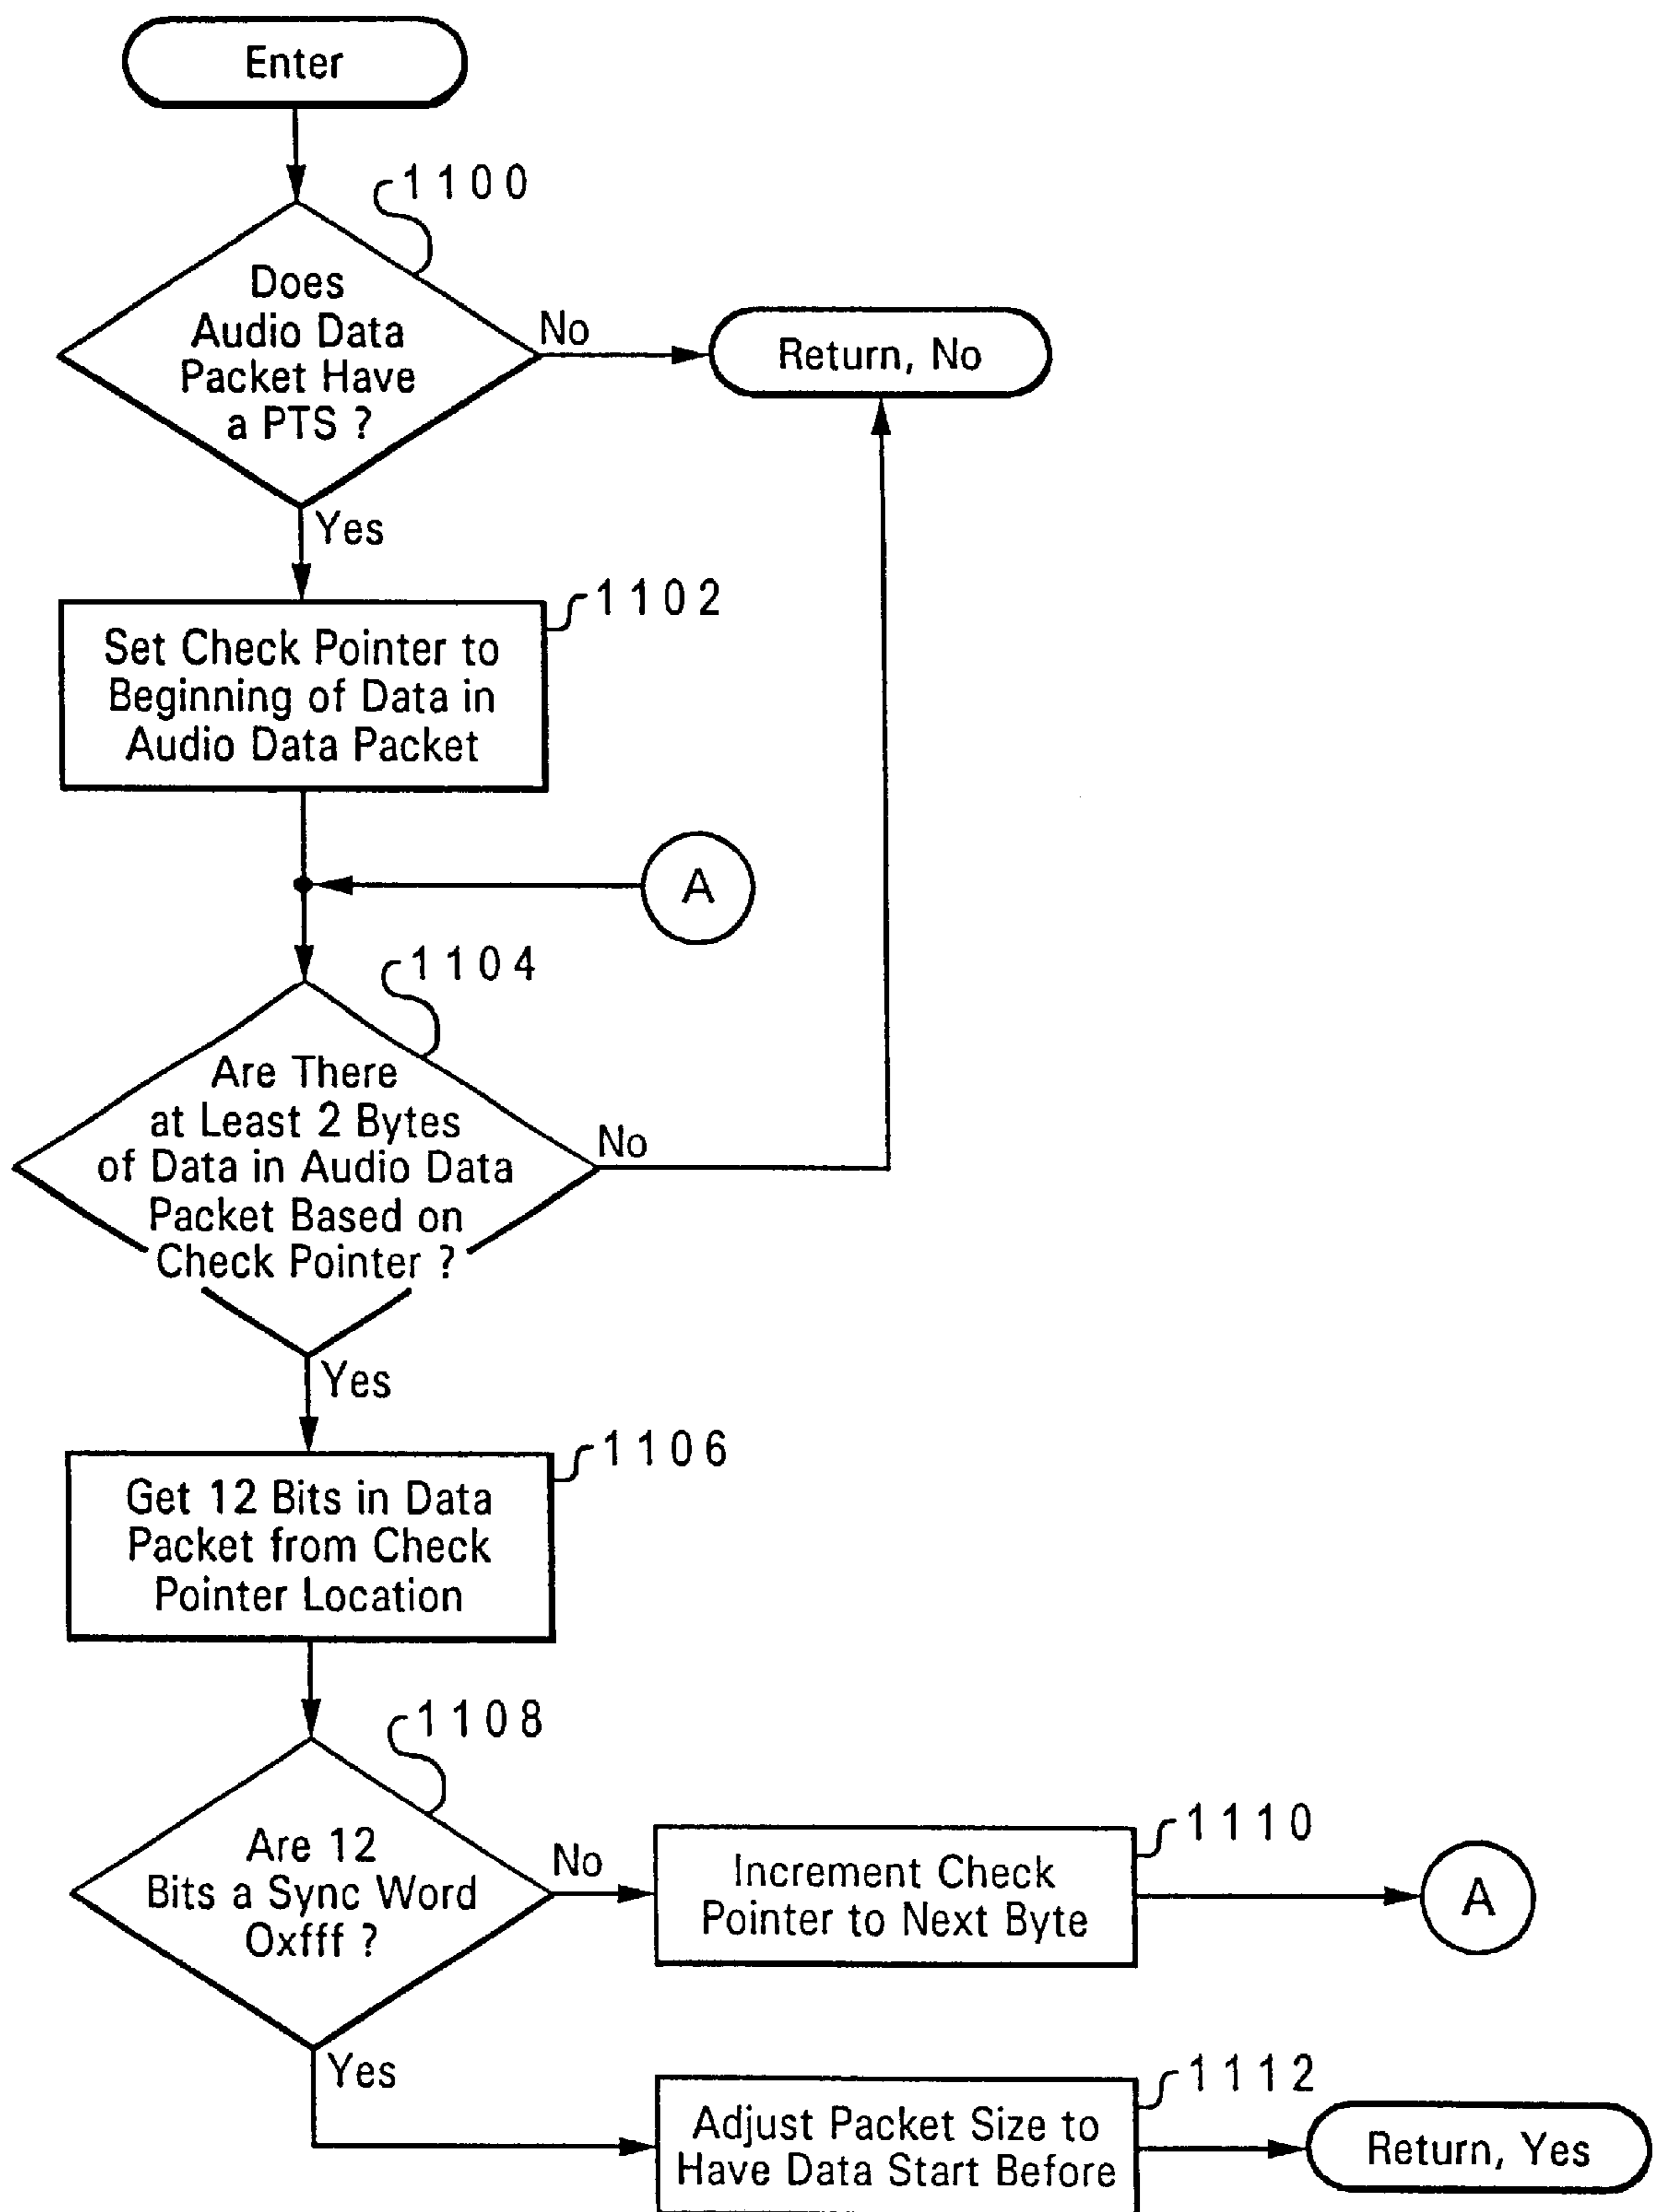 Enter
1100
Does
Audio Data
Packet Have
a PTS ?
No
Return, No
Yes
1102
Set Check Pointer to
Beginning of Data in
Audio Data Packet
A
1104
Are There
at Least 2 Bytes
of Data in Audio Data
Packet Based on
Check Pointer ?
No
Yes
1106
Get 12 Bits in Data
Packet from Check
Pointer Location
1108
Are 12
Bits a Sync Word
Oxfff ?
No
1110
Increment Check
Pointer to Next Byte
A
Yes
1112
Adjust Packet Size to
Have Data Start Before
Return, Yes